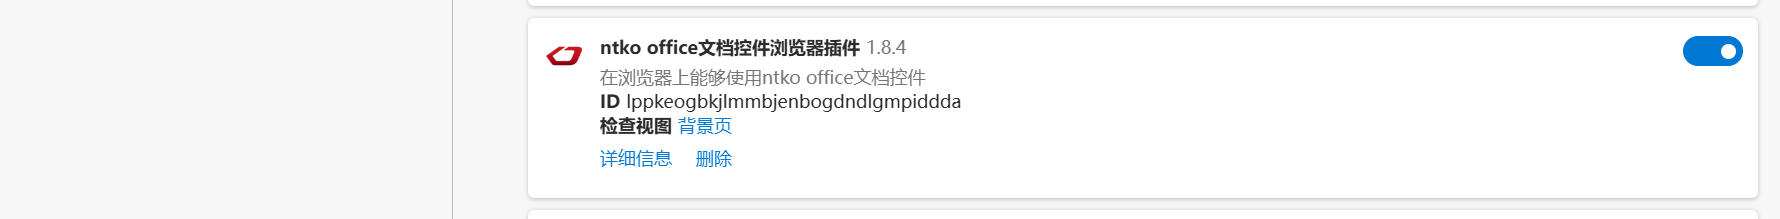 ntko office文档控件浏览器插件 1.8.4
在浏览器上能够使用ntko office文档控件
ID lppkeogbkjlmmbjenbogdndlgmpiddda
检查视图 背景页
详细信息 删除